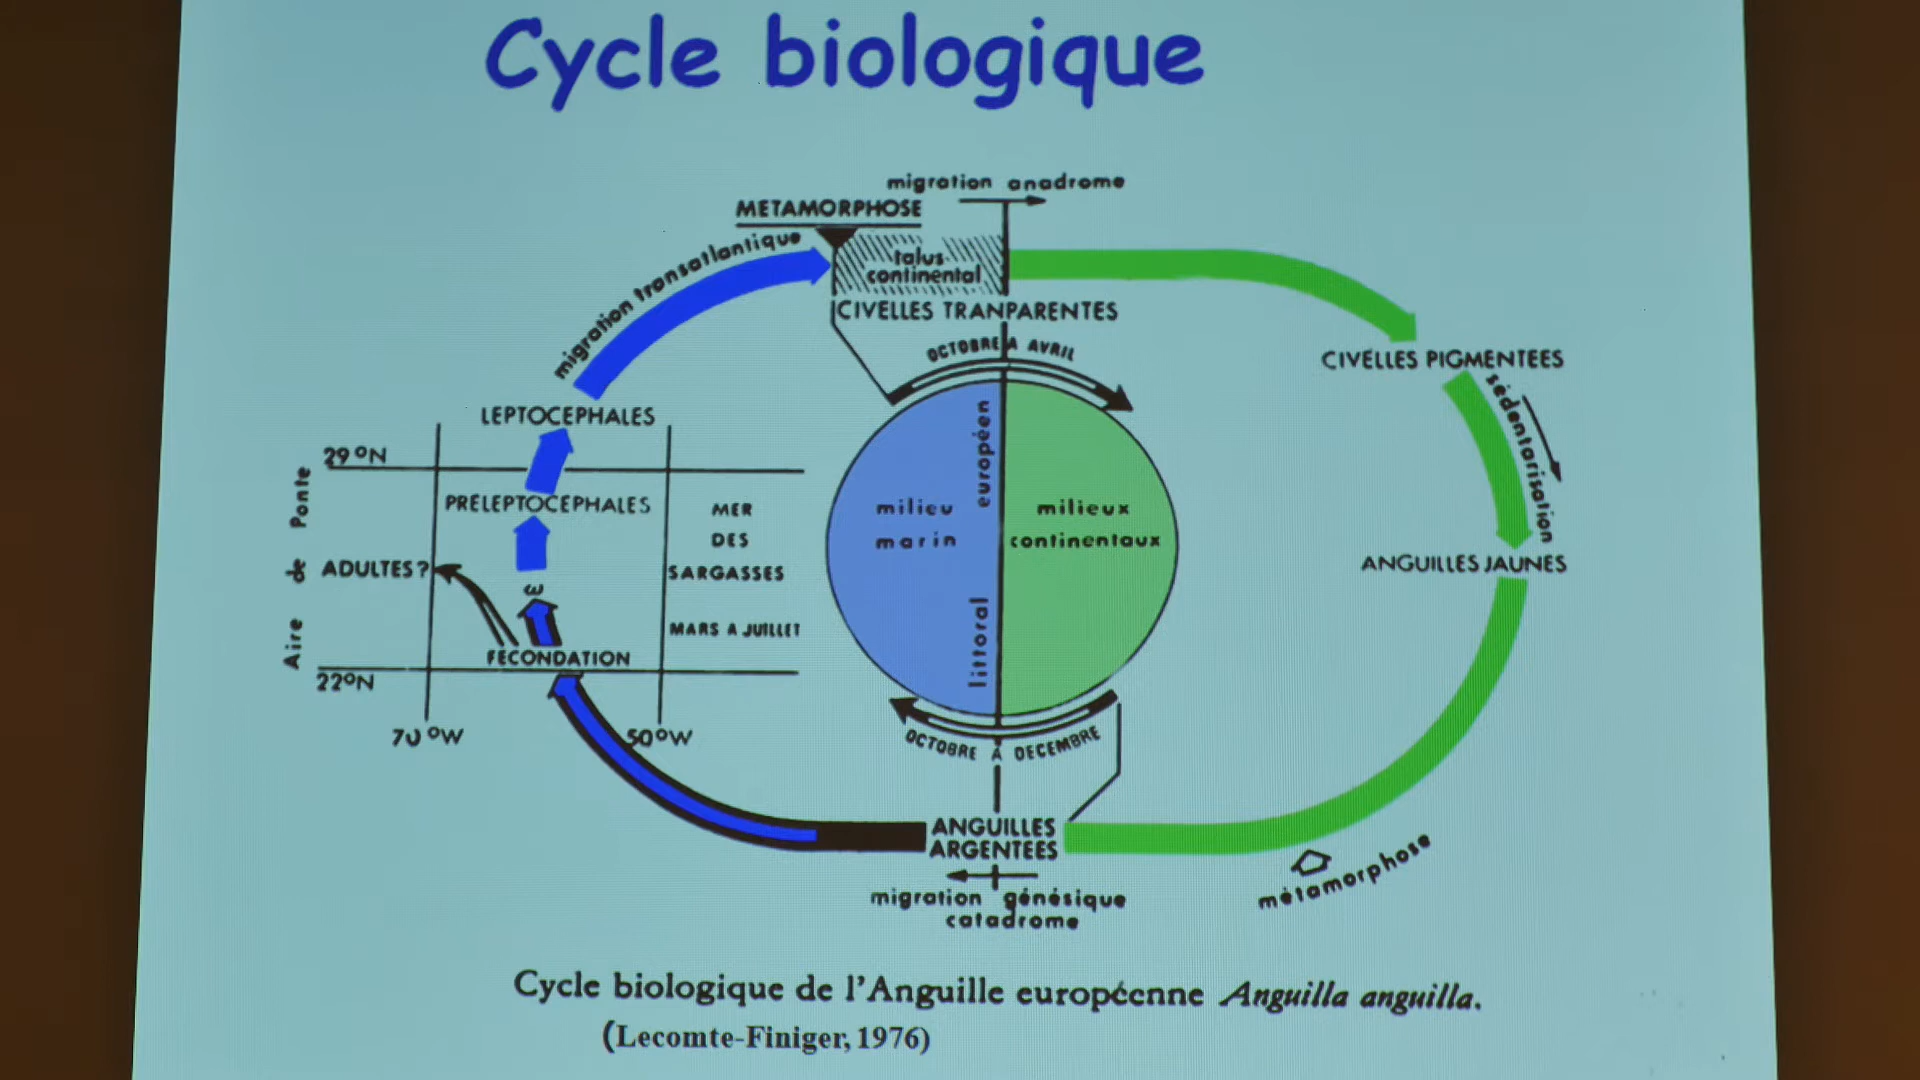 Cycle biologique
migration anadrome
METAMORPHOSE
migration transatlantique
talus
continental
CIVELLES TRANPARENTES
OCTOBRE A AVRIL
CIVELLES PIGMENTEES
sédentarisation
LEPTOCEPHALES
29°N
PRÉLEPTOCÉPHALES
Aire de Ponte
ADULTES?
MER
DES
SARGASSES
MARS A JUILLET
FECONDATION
22°N
70°W
50°W
milieu
marin
littoral européen
milieux
continentaux
ANGUILLES JAUNES
OCTOBRE A DECEMBRE
ANGUILLES
ARGENTEES
migration génésique
catadrome
métamorphose
Cycle biologique de l'Anguille européenne Anguilla anguilla.
(Lecomte-Finiger, 1976)